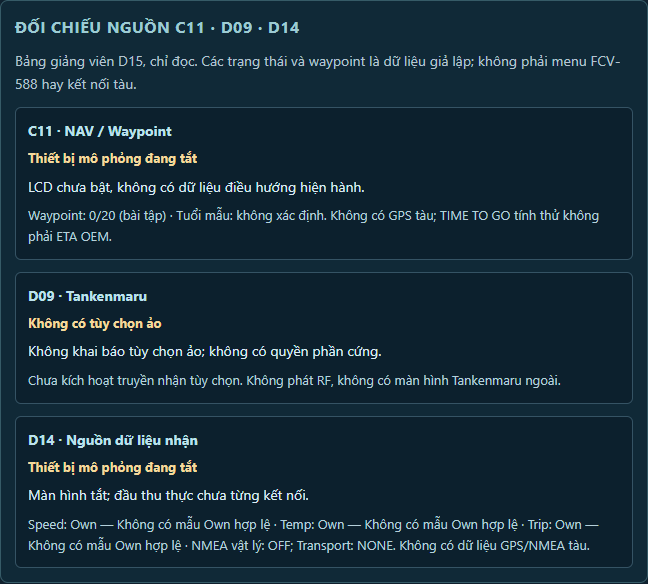 ĐỐI CHIẾU NGUỒN C11 · D09 · D14
Bảng giảng viên D15, chỉ đọc. Các trạng thái và waypoint là dữ liệu giả lập; không phải menu FCV-
588 hay kết nối tàu.
C11 · NAV / Waypoint
Thiết bị mô phỏng đang tắt
LCD chưa bật, không có dữ liệu điều hướng hiện hành.
Waypoint: 0/20 (bài tập) · Tuổi mẫu: không xác định. Không có GPS tàu; TIME TO GO tính thử không
phải ETA OEM.
D09 · Tankenmaru
Không có tùy chọn ảo
Không khai báo tùy chọn ảo; không có quyền phần cứng.
Chưa kích hoạt truyền nhận tùy chọn. Không phát RF, không có màn hình Tankenmaru ngoài.
D14 · Nguồn dữ liệu nhận
Thiết bị mô phỏng đang tắt
Màn hình tắt; đầu thu thực chưa từng kết nối.
Speed: Own — Không có mẫu Own hợp lệ · Temp: Own — Không có mẫu Own hợp lệ · Trip: Own —
Không có mẫu Own hợp lệ · NMEA vật lý: OFF; Transport: NONE. Không có dữ liệu GPS/NMEA tàu.